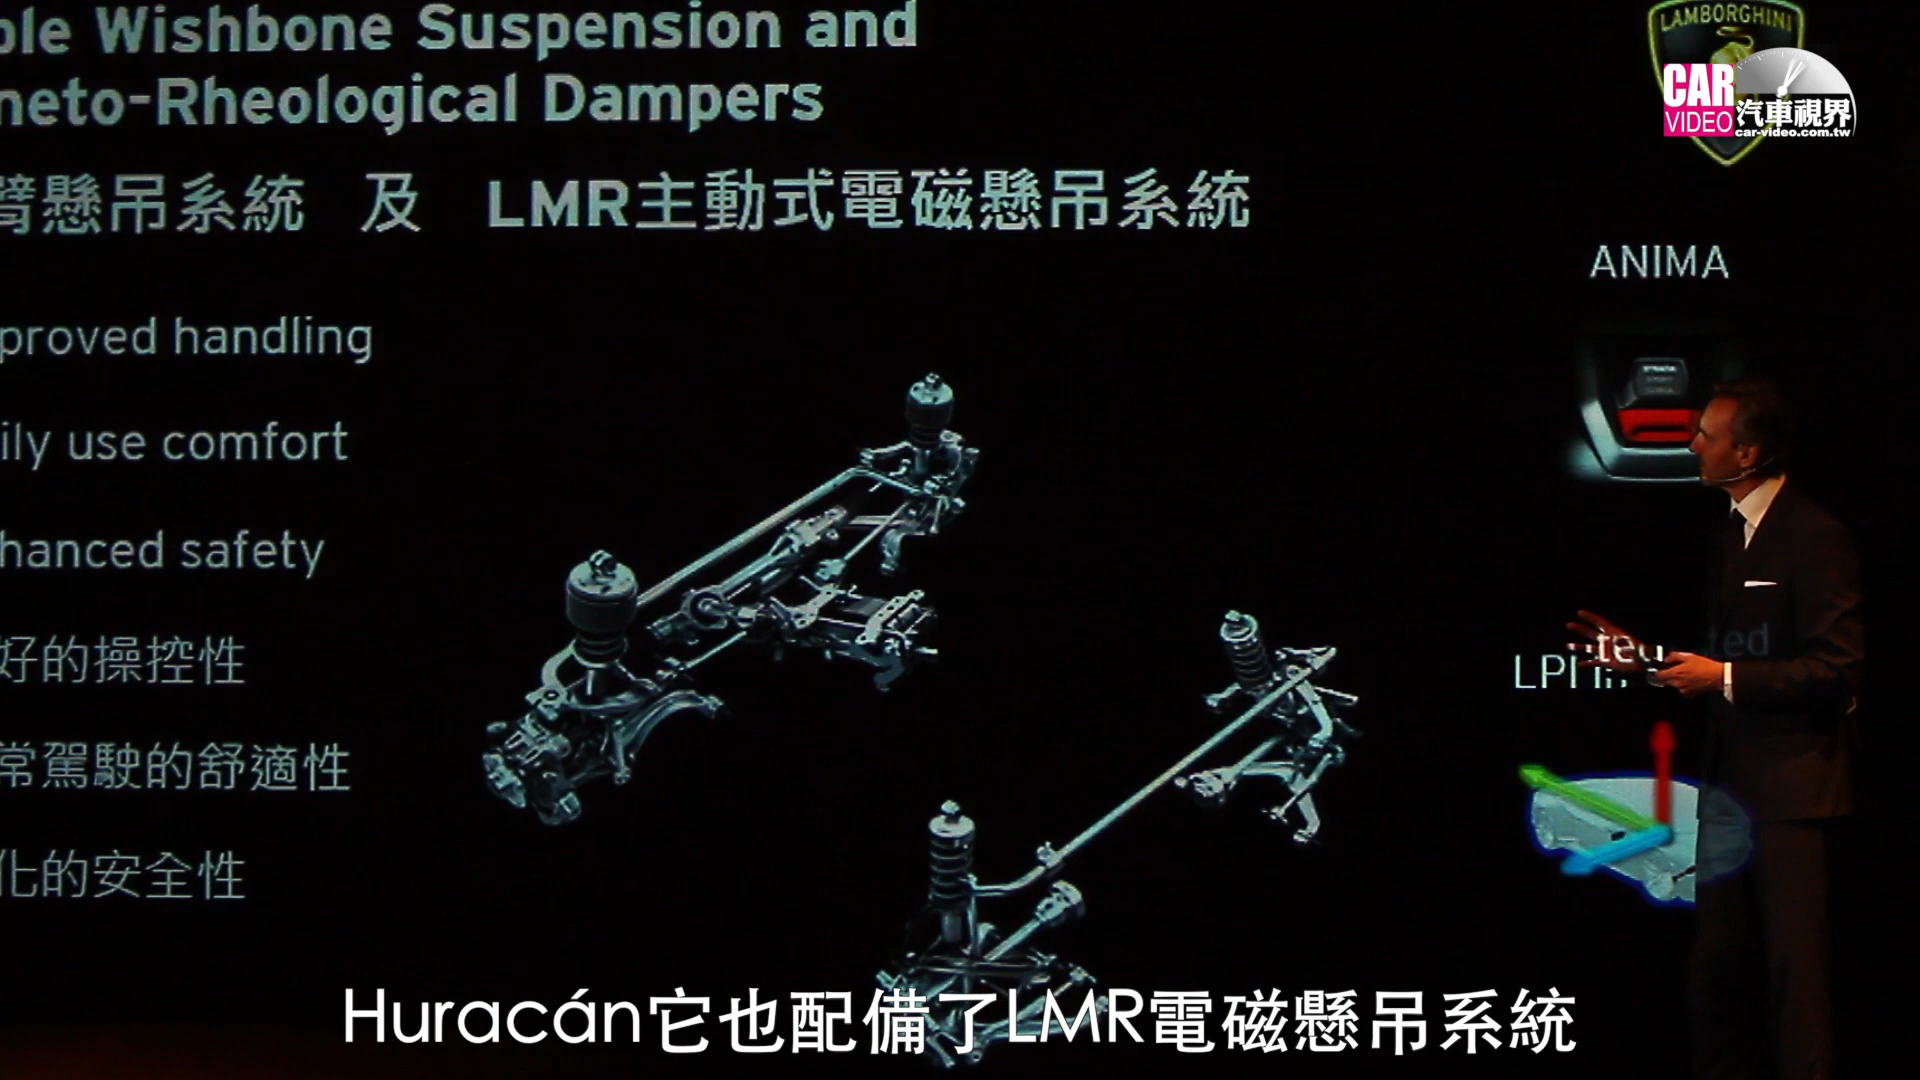 ble Wishbone Suspension and
neto-Rheological Dampers
臂懸吊系統 及 LMR主動式電磁懸吊系統
proved handling
ily use comfort
hanced safety
好的操控性
常駕駛的舒適性
化的安全性
LAMBORGHINI
CAR
VIDEO
汽車視界
car-video.com.tw
ANIMA
STRADA
LPI
Huracán它也配備了LMR電磁懸吊系統